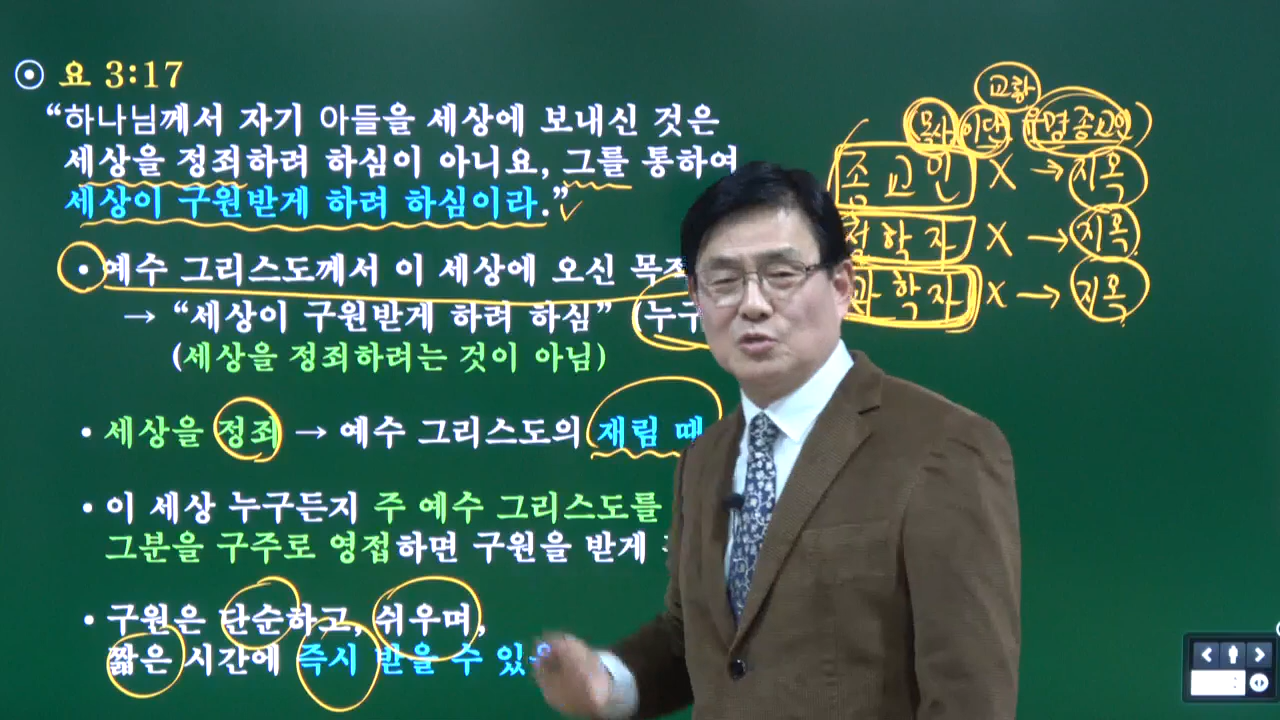 ⊙ 요 3:17
“하나님께서 자기 아들을 세상에 보내신 것은
세상을 정죄하려 하심이 아니요, 그를 통하여
세상이 구원받게 하려 하심이라.”
• 예수 그리스도께서 이 세상에 오신
→ “세상이 구원받게 하려 하심” (누구
(세상을 정죄하려는 것이 아님)
• 세상을 정죄 → 예수 그리스도의 재림 때
• 이 세상 누구든지 주 예수 그리스도를
그분을 구주로 영접하면 구원을 받게
• 구원은 단순하고, 쉬우며,
짧은 시간에 즉시 받을 수
교황
목사 이단
종교인 X → 지옥
학자 X → 지옥
과학자 X → 지옥